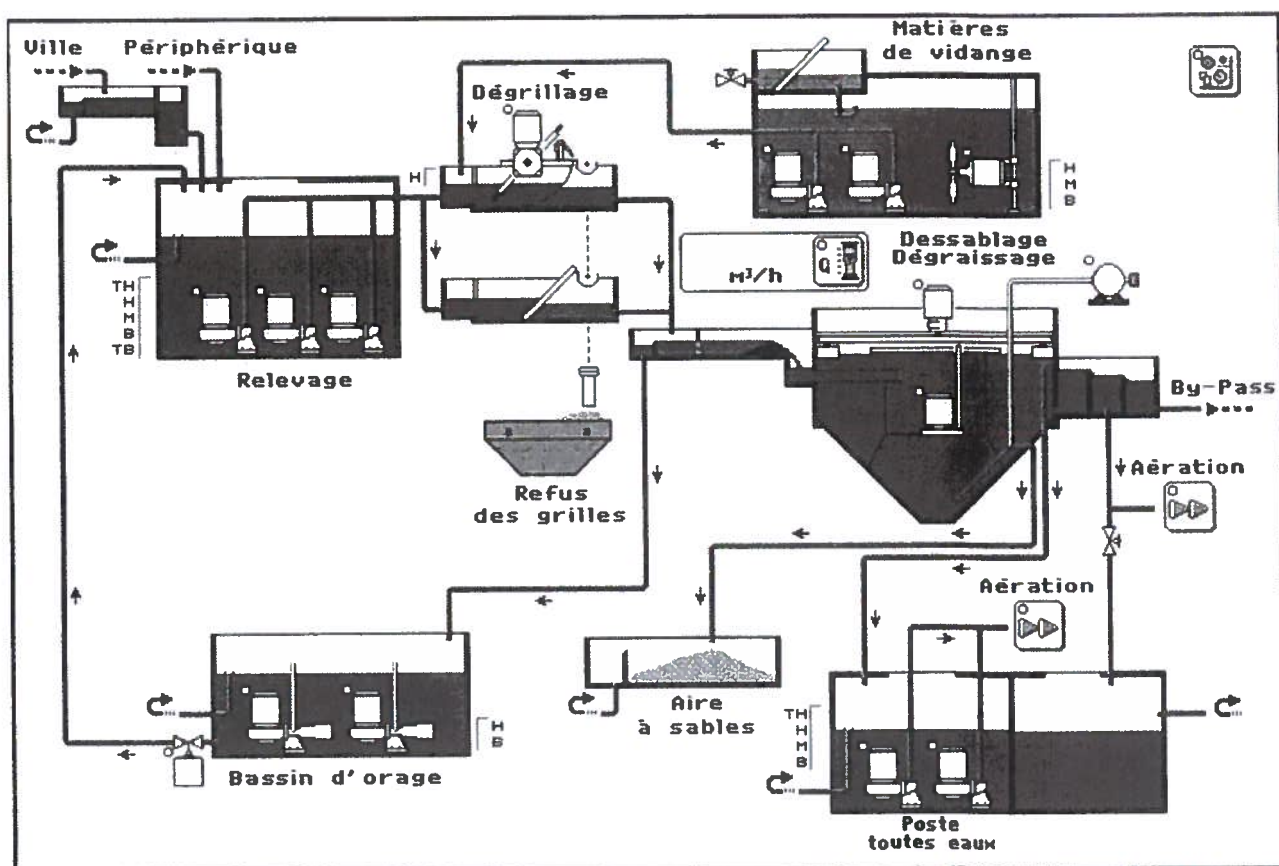 Ville
Périphérique
Matières
de vidange
Dégrillage
H
H
M
B
Dessablage
Dégraissage
M³/h
Q
TH
H
M
B
TB
Relevage
By-Pass
Refus
des grilles
Aération
Aération
Aire
à sables
H
B
Bassin d'orage
TH
H
M
B
Poste
toutes eaux